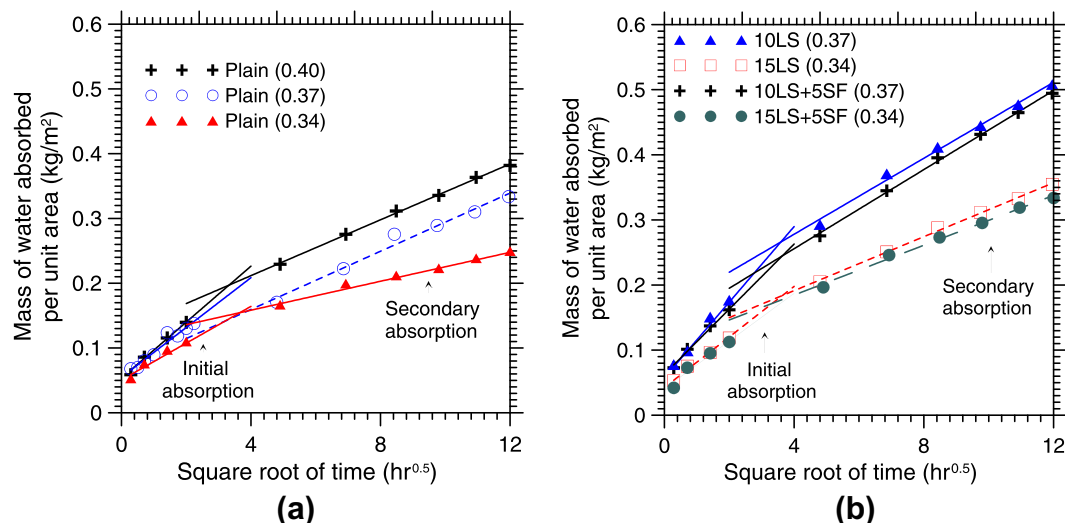 Mass of water absorbed
per unit area (kg/m²)
0.6
0.5
0.4
0.3
0.2
0.1
0
Plain (0.40)
Plain (0.37)
Plain (0.34)
Secondary
absorption
Initial
absorption
0 4 8 12
Square root of time (hr⁰·⁵)
(a)
Mass of water absorbed
per unit area (kg/m²)
0.6
0.5
0.4
0.3
0.2
0.1
0
10LS (0.37)
15LS (0.34)
10LS+5SF (0.37)
15LS+5SF (0.34)
Secondary
absorption
Initial
absorption
0 4 8 12
Square root of time (hr⁰·⁵)
(b)